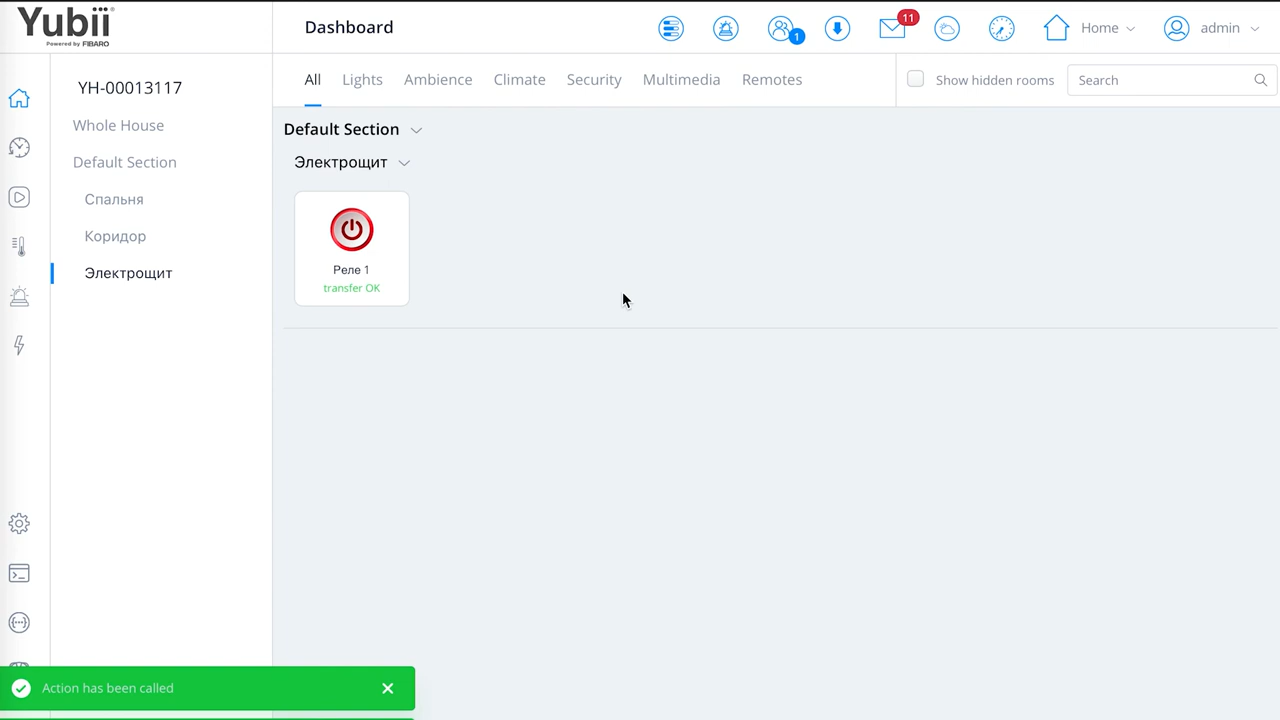 Yubii
Powered by FIBARO
Dashboard
11
1
Home
admin
YH-00013117
Whole House
Default Section
Спальня
Коридор
Электрощит
All
Lights
Ambience
Climate
Security
Multimedia
Remotes
Show hidden rooms
Search
Default Section
Электрощит
Реле 1
transfer OK
Action has been called